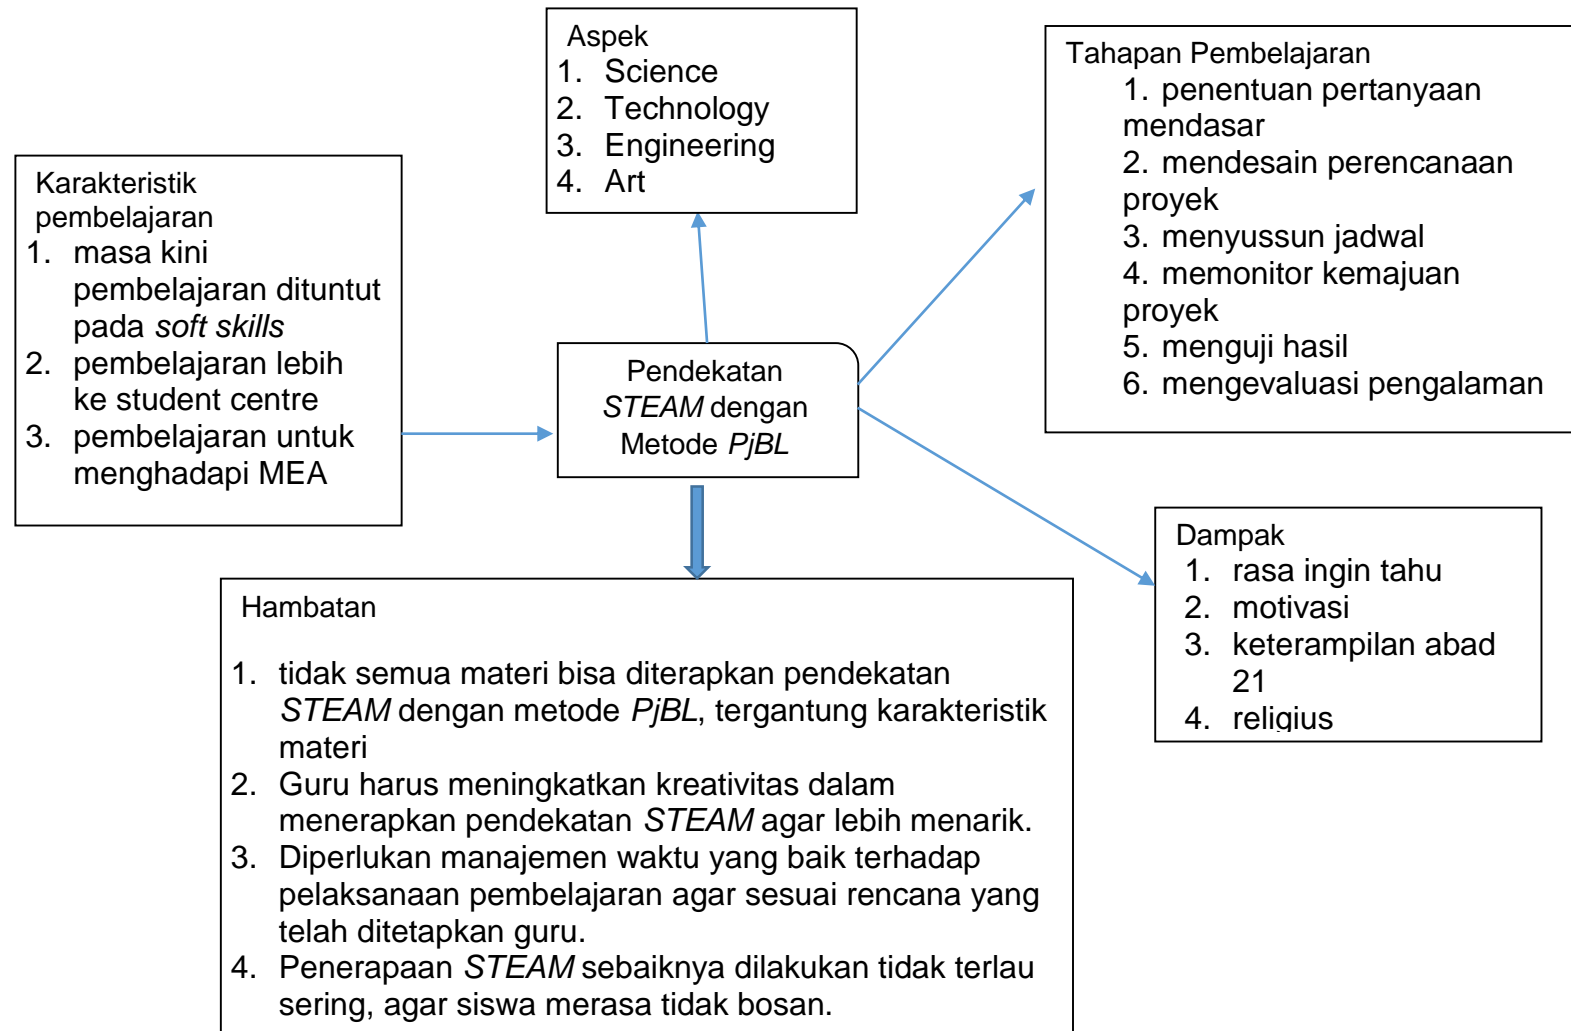 Aspek
1. Science
2. Technology
3. Engineering
4. Art
Tahapan Pembelajaran
1. penentuan pertanyaan
mendasar
2. mendesain perencanaan
proyek
3. menyussun jadwal
4. memonitor kemajuan
proyek
5. menguji hasil
6. mengevaluasi pengalaman
Karakteristik
pembelajaran
1. masa kini
pembelajaran dituntut
pada soft skills
2. pembelajaran lebih
ke student centre
3. pembelajaran untuk
menghadapi MEA
Pendekatan
STEAM dengan
Metode PjBL
Dampak
1. rasa ingin tahu
2. motivasi
3. keterampilan abad
21
4. religius
Hambatan
1. tidak semua materi bisa diterapkan pendekatan
STEAM dengan metode PjBL, tergantung karakteristik
materi
2. Guru harus meningkatkan kreativitas dalam
menerapkan pendekatan STEAM agar lebih menarik.
3. Diperlukan manajemen waktu yang baik terhadap
pelaksanaan pembelajaran agar sesuai rencana yang
telah ditetapkan guru.
4. Penerapaan STEAM sebaiknya dilakukan tidak terlau
sering, agar siswa merasa tidak bosan.